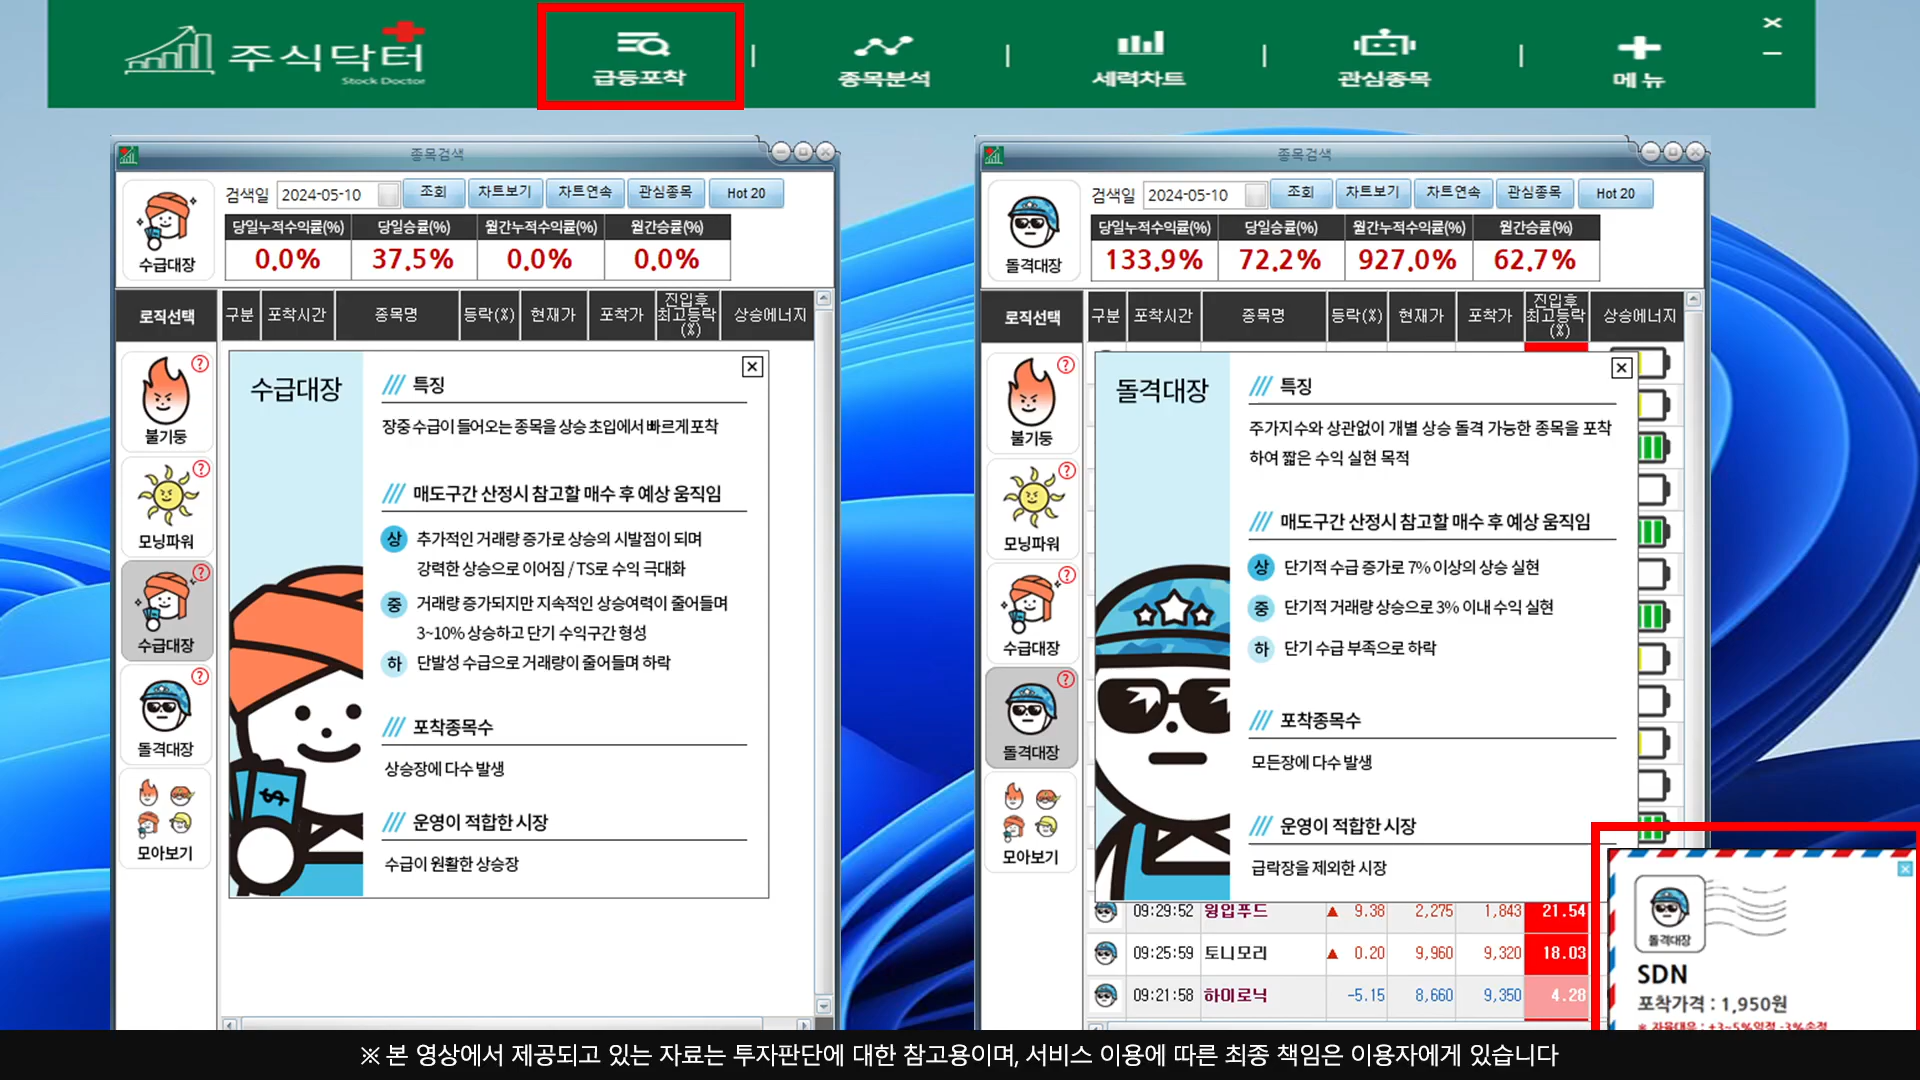 주식닥터
Stock Doctor
급등포착
종목분석
세력차트
관심종목
메뉴
종목검색
수급대장
검색일 2024-05-10 조회 차트보기 차트연속 관심종목 Hot 20
당일누적수익률(%) 당일승률(%) 월간누적수익률(%) 월간승률(%)
0.0% 37.5% 0.0% 0.0%
로직선택
구분 포착시간 종목명 등락(%) 현재가 포착가 진입후 최고등락 (%) 상승에너지
불기둥
모닝파워
수급대장
돌격대장
모아보기
수급대장
/// 특징
장중 수급이 들어오는 종목을 상승 초입에서 빠르게 포착
/// 매도구간 산정시 참고할 매수 후 예상 움직임
상 추가적인 거래량 증가로 상승의 시발점이 되며
강력한 상승으로 이어짐 / TS로 수익 극대화
중 거래량 증가되지만 지속적인 상승여력이 줄어들며
3~10% 상승하고 단기 수익구간 형성
하 단발성 수급으로 거래량이 줄어들며 하락
/// 포착종목수
상승장에 다수 발생
/// 운영이 적합한 시장
수급이 원활한 상승장
종목검색
돌격대장
검색일 2024-05-10 조회 차트보기 차트연속 관심종목 Hot 20
당일누적수익률(%) 당일승률(%) 월간누적수익률(%) 월간승률(%)
133.9% 72.2% 927.0% 62.7%
로직선택
구분 포착시간 종목명 등락(%) 현재가 포착가 진입후 최고등락 (%) 상승에너지
불기둥
모닝파워
수급대장
돌격대장
모아보기
돌격대장
/// 특징
주가지수와 상관없이 개별 상승 돌격 가능한 종목을 포착
하여 짧은 수익 실현 목적
/// 매도구간 산정시 참고할 매수 후 예상 움직임
상 단기적 수급 증가로 7% 이상의 상승 실현
중 단기적 거래량 상승으로 3% 이내 수익 실현
하 단기 수급 부족으로 하락
/// 포착종목수
모든장에 다수 발생
/// 운영이 적합한 시장
급락장을 제외한 시장
09:29:52 윙입푸드 ▲ 9.38 2,275 1,843 21.54
09:25:59 토니모리 ▲ 0.20 9,960 9,320 18.03
09:21:58 하이로닉 -5.15 8,660 9,350 4.28
돌격대장
SDN
포착가격 : 1,950원
※ 본 영상에서 제공되고 있는 자료는 투자판단에 대한 참고용이며, 서비스 이용에 따른 최종 책임은 이용자에게 있습니다